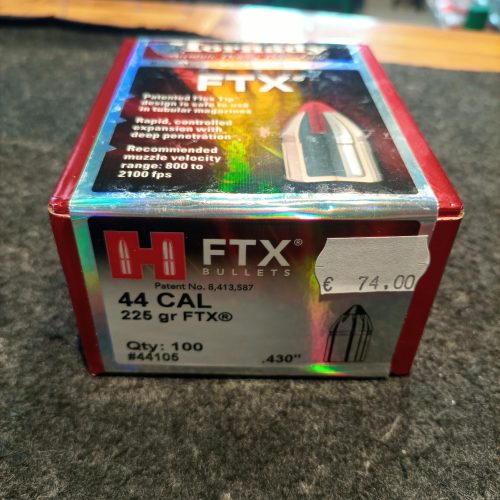 Hornady
FTX®
Patented Flex Tip®
design is safe to use
in tubular magazines
Rapid, controlled
expansion with
deep penetration
Recommended
muzzle velocity
range: 800 to
2100 fps
H FTX®
BULLETS
Patent No. 8,413,587
44 CAL
225 gr FTX®
Qty: 100
#44105
.430"
€ 74.00